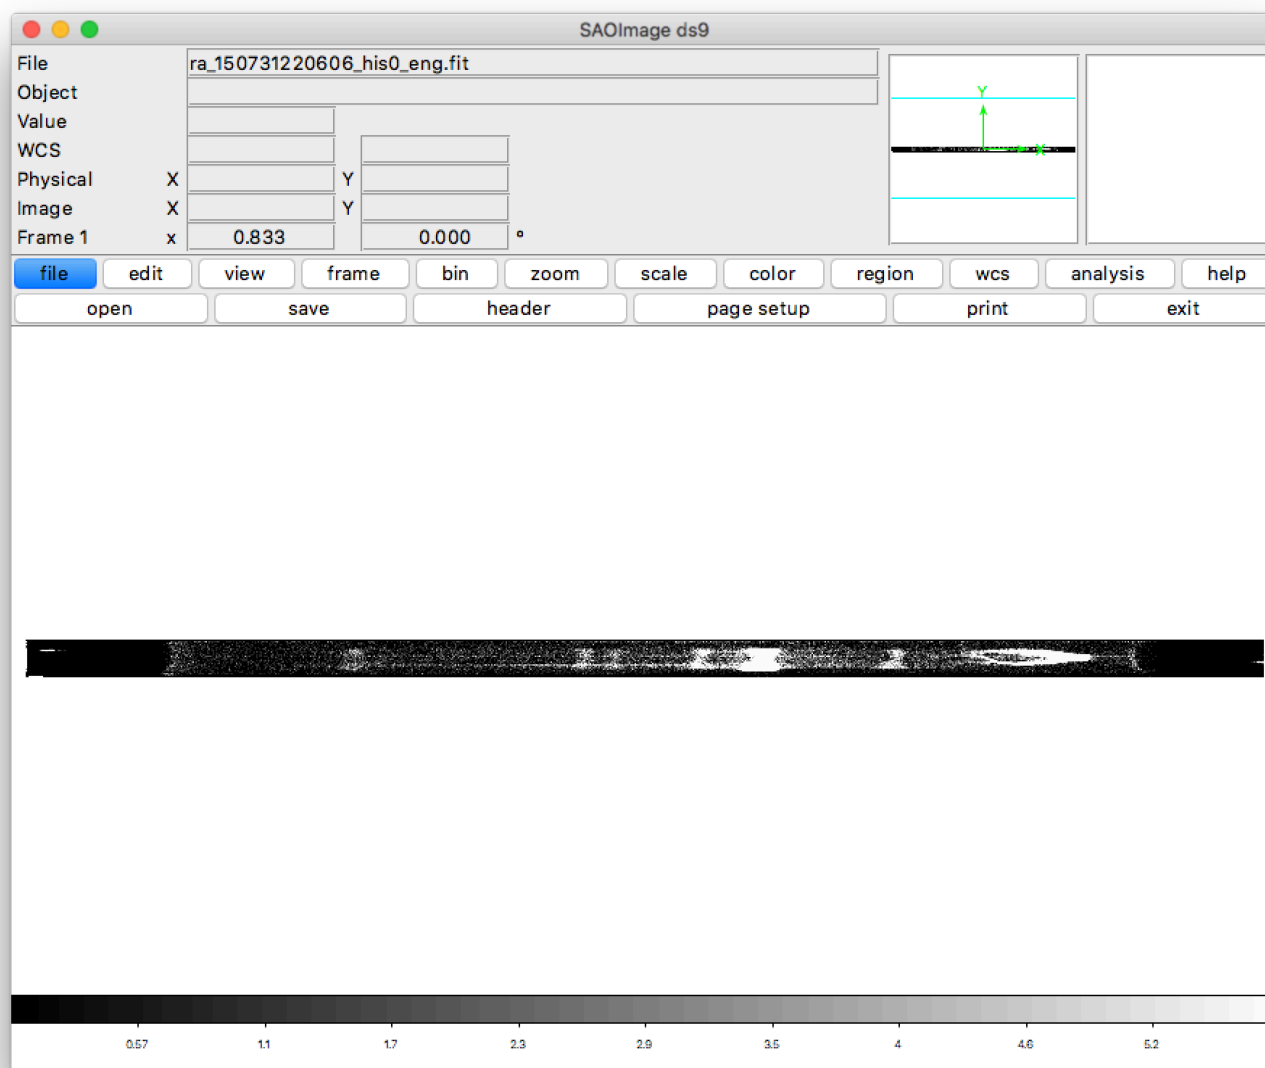 SAOImage ds9
File ra_150731220606_his0_eng.fit
Object
Value
WCS
Physical X Y
Image X Y
Frame 1 x 0.833 0.000 °
Y
X
file edit view frame bin zoom scale color region wcs analysis help
open save header page setup print exit
0.57 1.1 1.7 2.3 2.9 3.5 4 4.6 5.2